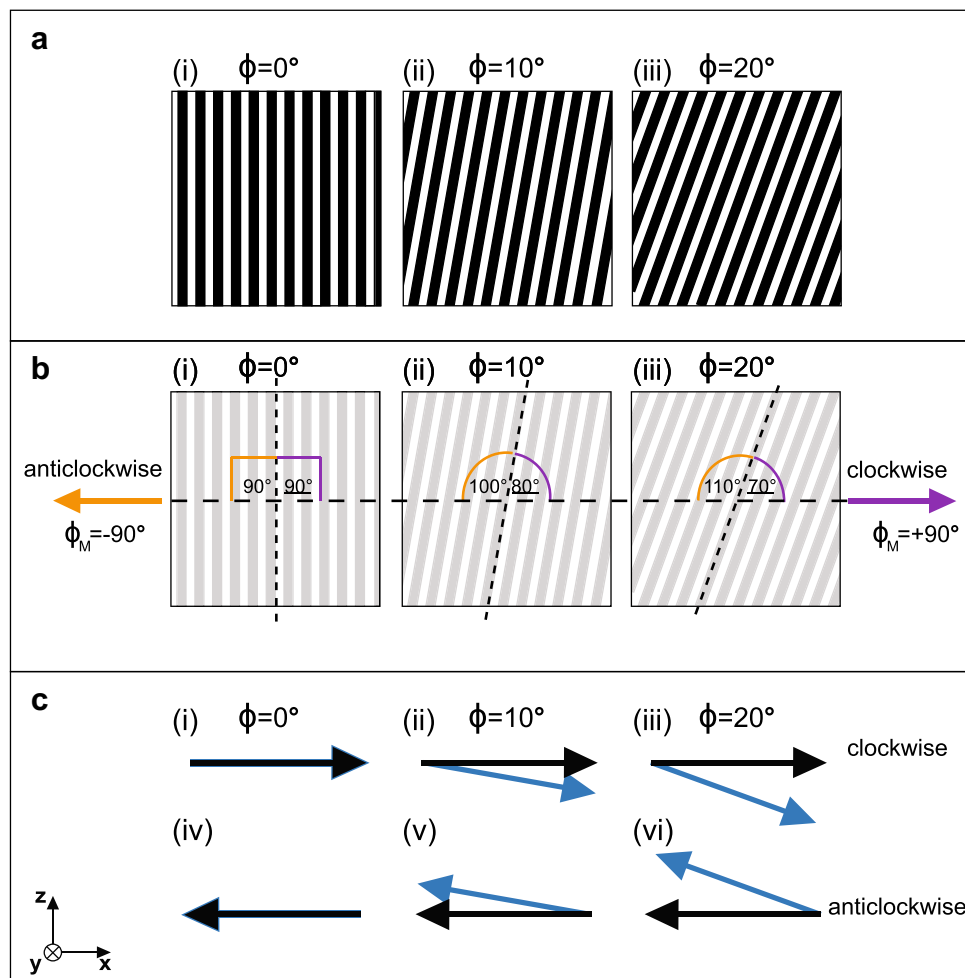 a
(i) ϕ=0°
(ii) ϕ=10°
(iii) ϕ=20°
b
(i) ϕ=0°
(ii) ϕ=10°
(iii) ϕ=20°
anticlockwise
ϕM=-90°
90° 90°
100° 80°
110° 70°
clockwise
ϕM=+90°
c
(i) ϕ=0°
(ii) ϕ=10°
(iii) ϕ=20°
clockwise
(iv)
(v)
(vi)
anticlockwise
z
y
x